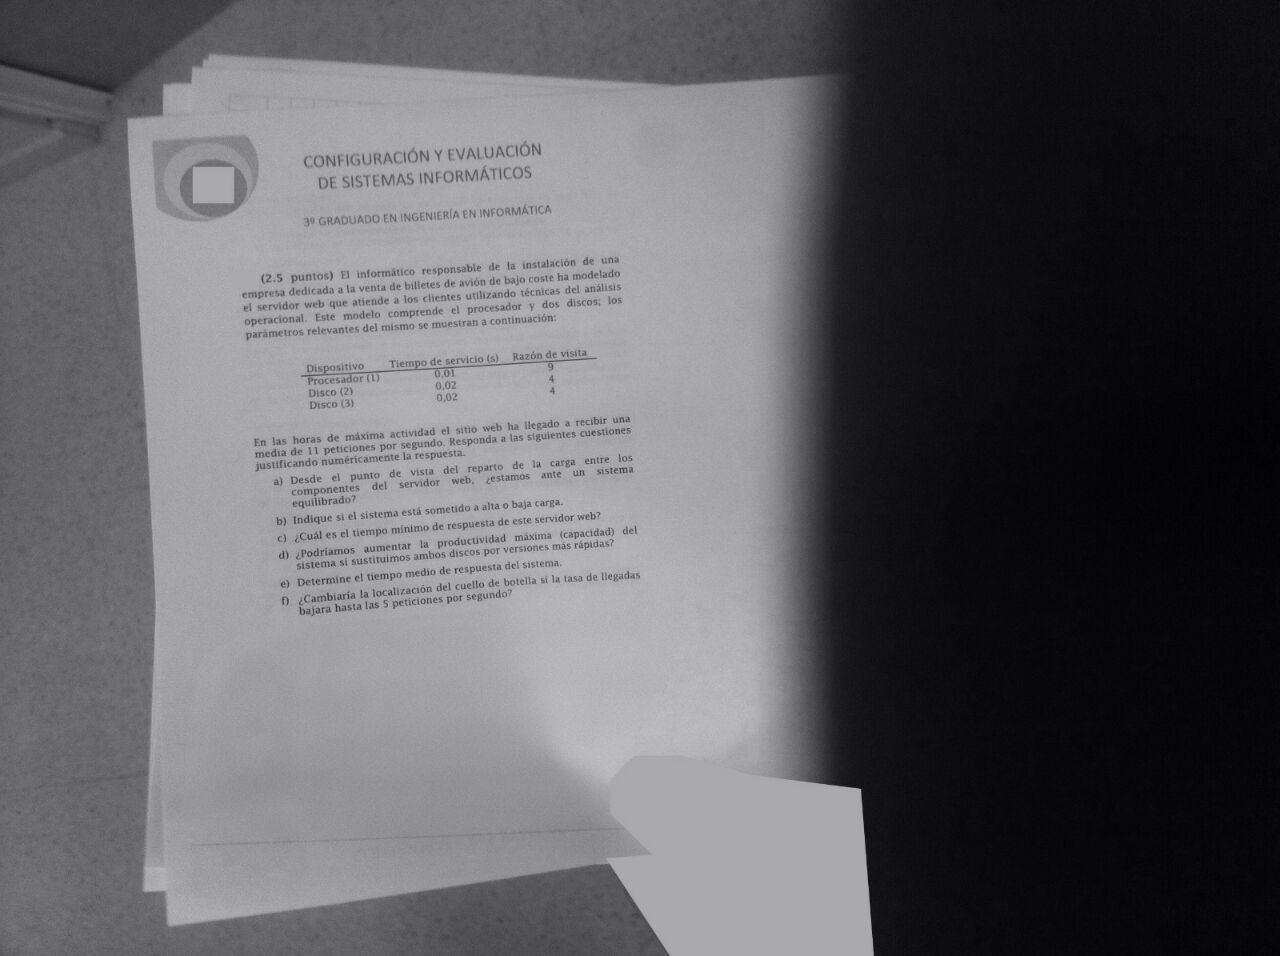 CONFIGURACIÓN Y EVALUACIÓN
DE SISTEMAS INFORMÁTICOS
3º GRADUADO EN INGENIERÍA EN INFORMÁTICA
(2.5 puntos) El informático responsable de la instalación de una
empresa dedicada a la venta de billetes de avión de bajo coste ha modelado
el servidor web que atiende a los clientes utilizando técnicas del análisis
operacional. Este modelo comprende el procesador y dos discos; los
parámetros relevantes del mismo se muestran a continuación:
Dispositivo Tiempo de servicio (s) Razón de visita
Procesador (1) 0,01 9
Disco (2) 0,02 4
Disco (3) 0,02 4
En las horas de máxima actividad el sitio web ha llegado a recibir una
media de 11 peticiones por segundo. Responda a las siguientes cuestiones
justificando numéricamente la respuesta.
a) Desde el punto de vista del reparto de la carga entre los
componentes del servidor web, ¿estamos ante un sistema
equilibrado?
b) Indique si el sistema está sometido a alta o baja carga.
c) ¿Cuál es el tiempo mínimo de respuesta de este servidor web?
d) ¿Podríamos aumentar la productividad máxima (capacidad) del
sistema si sustituimos ambos discos por versiones más rápidas?
e) Determine el tiempo medio de respuesta del sistema.
f) ¿Cambiaría la localización del cuello de botella si la tasa de llegadas
bajara hasta las 5 peticiones por segundo?